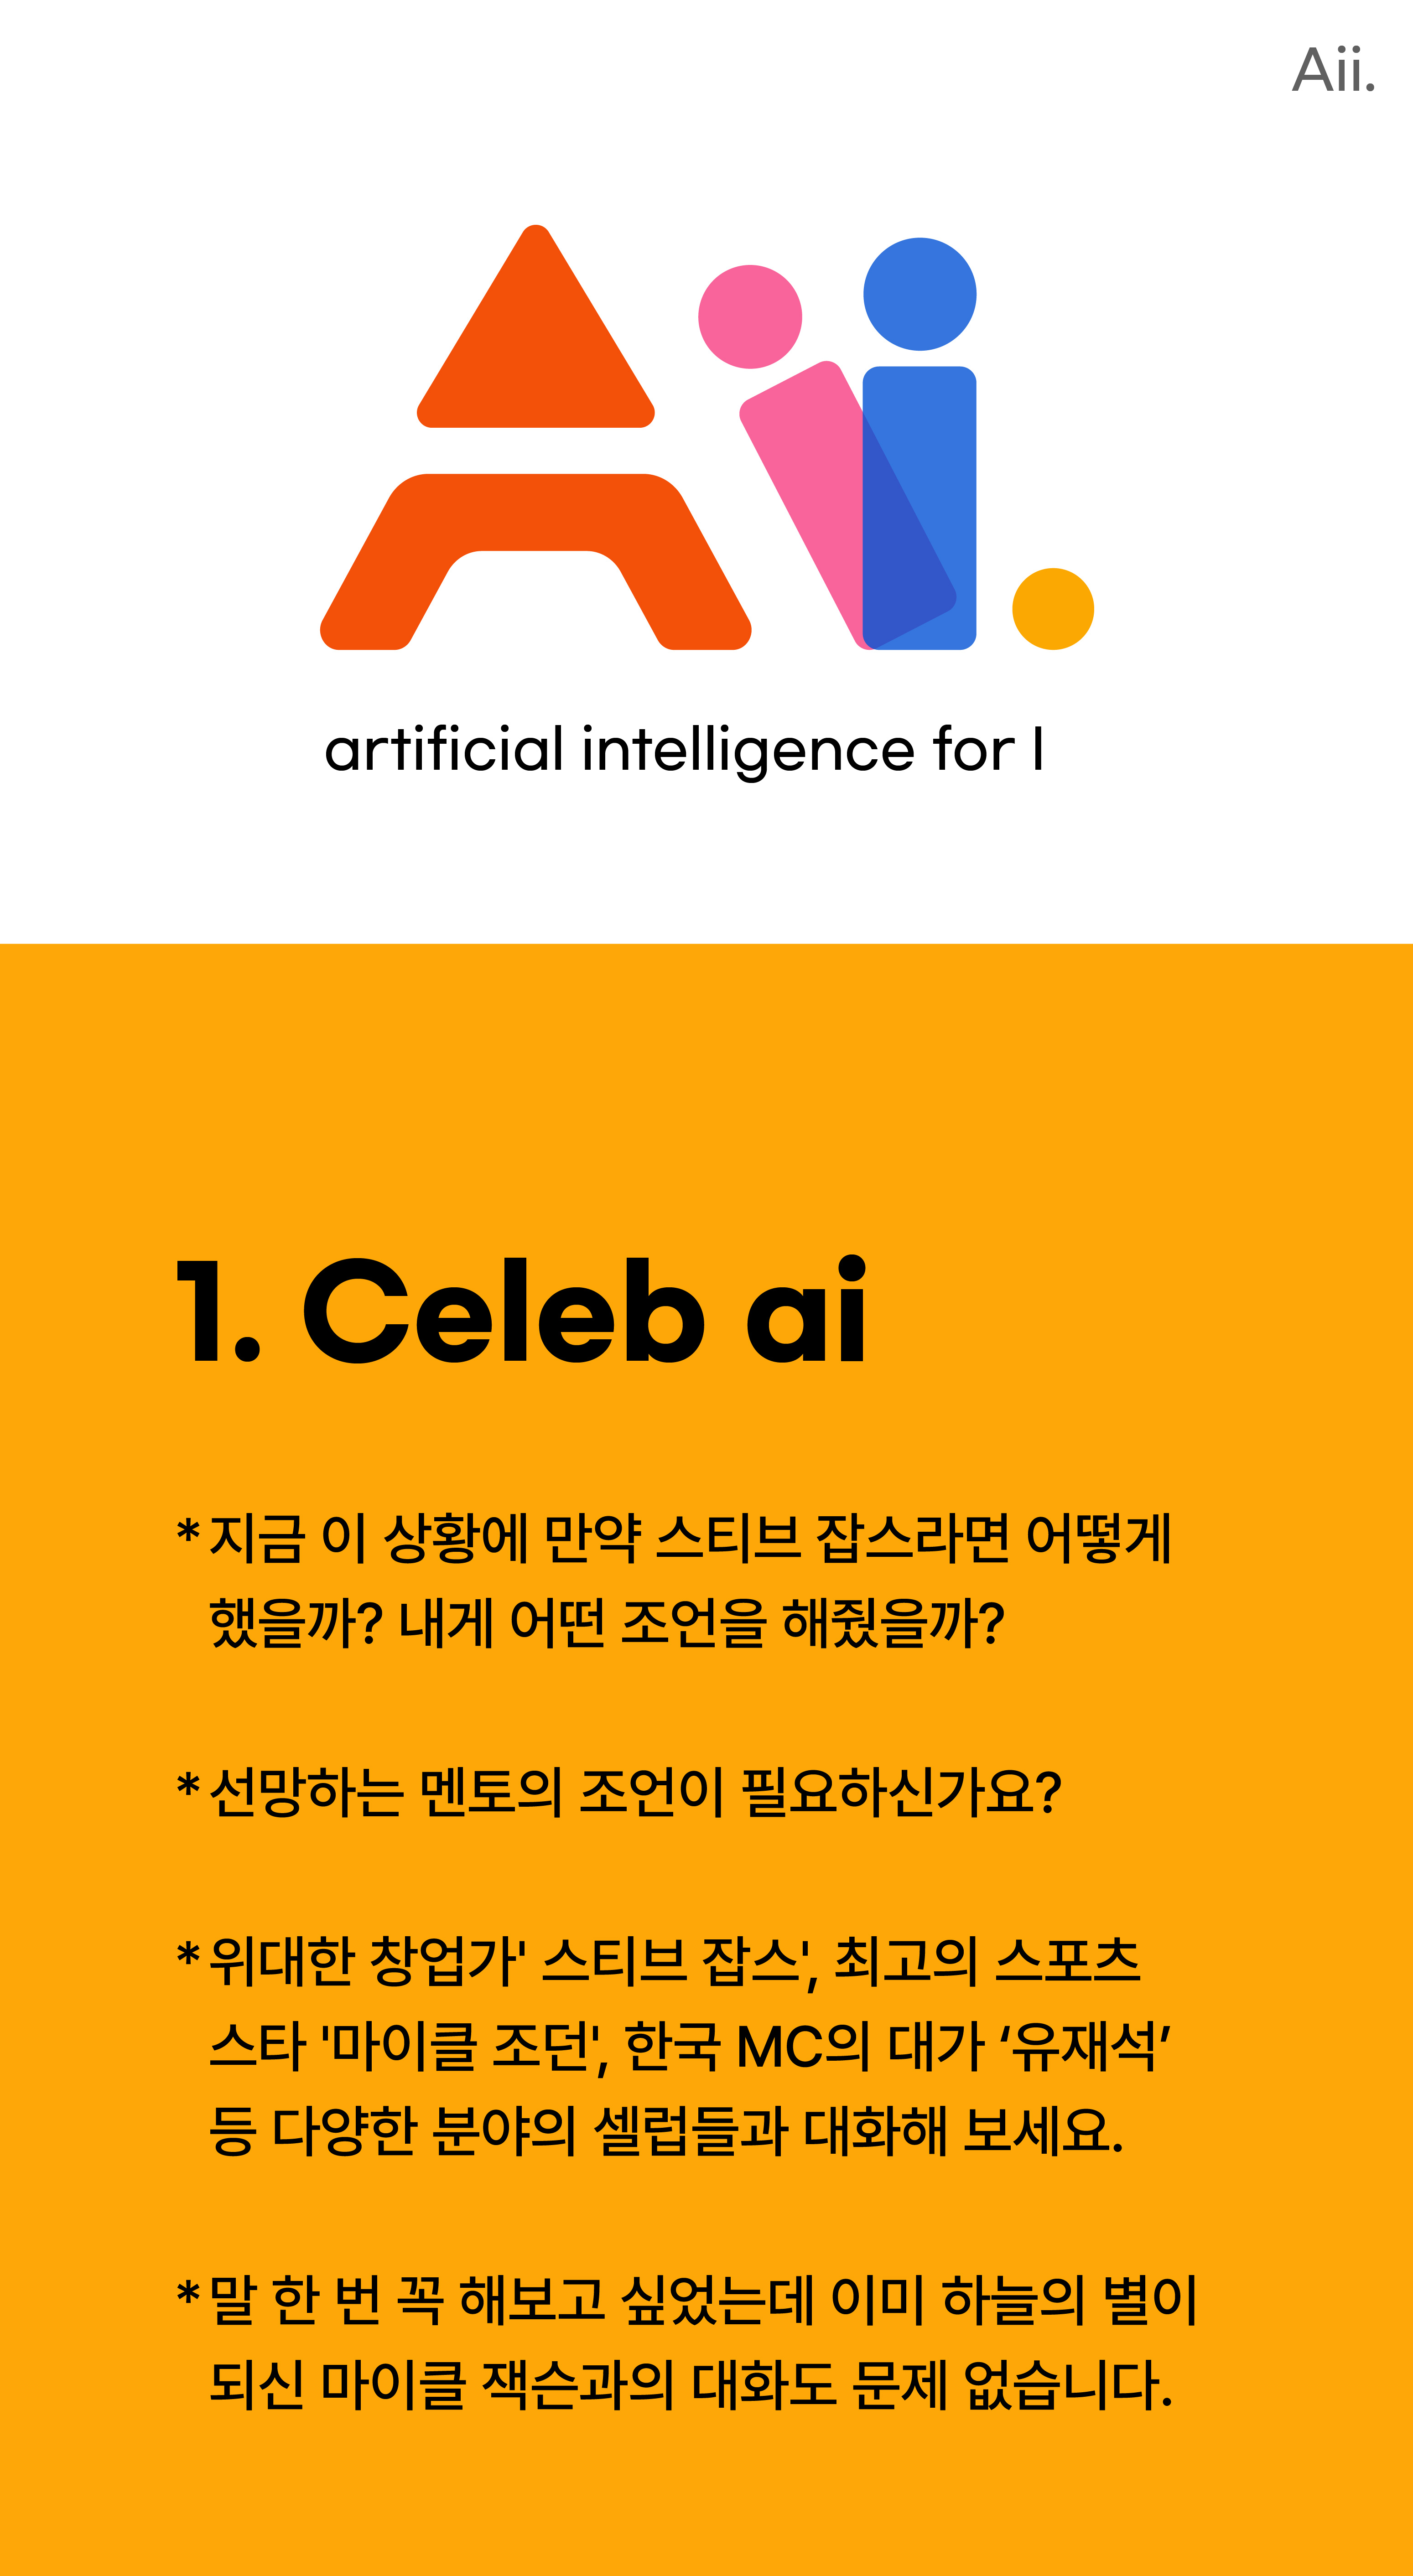 Aii.
Aii.
artificial intelligence for I
1. Celeb ai
* 지금 이 상황에 만약 스티브 잡스라면 어떻게
했을까? 내게 어떤 조언을 해줬을까?
* 선망하는 멘토의 조언이 필요하신가요?
* 위대한 창업가' 스티브 잡스', 최고의 스포츠
스타 '마이클 조던', 한국 MC의 대가 ‘유재석’
등 다양한 분야의 셀럽들과 대화해 보세요.
* 말 한 번 꼭 해보고 싶었는데 이미 하늘의 별이
되신 마이클 잭슨과의 대화도 문제 없습니다.